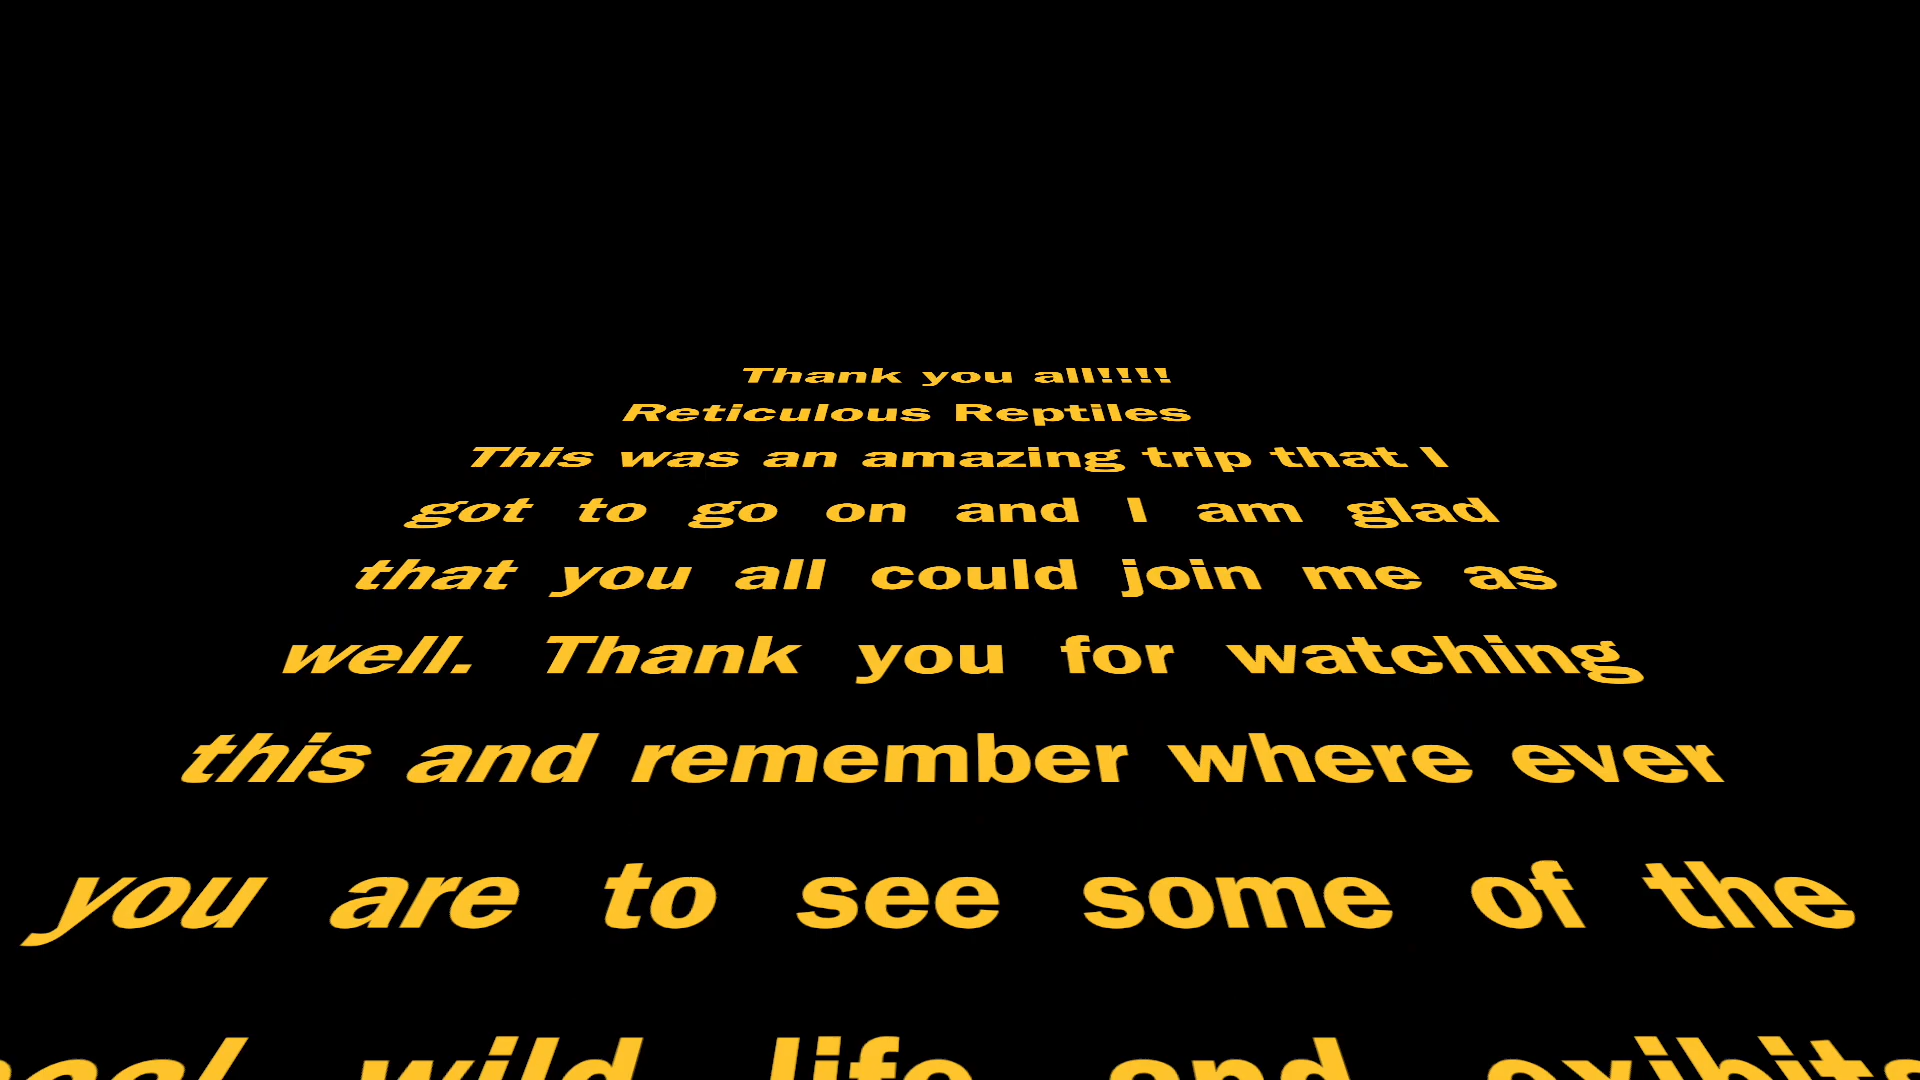 Thank you all!!!!
Reticulous Reptiles
This was an amazing trip that I
got to go on and I am glad
that you all could join me as
well. Thank you for watching
this and remember where ever
you are to see some of the
cool wild life and exibits